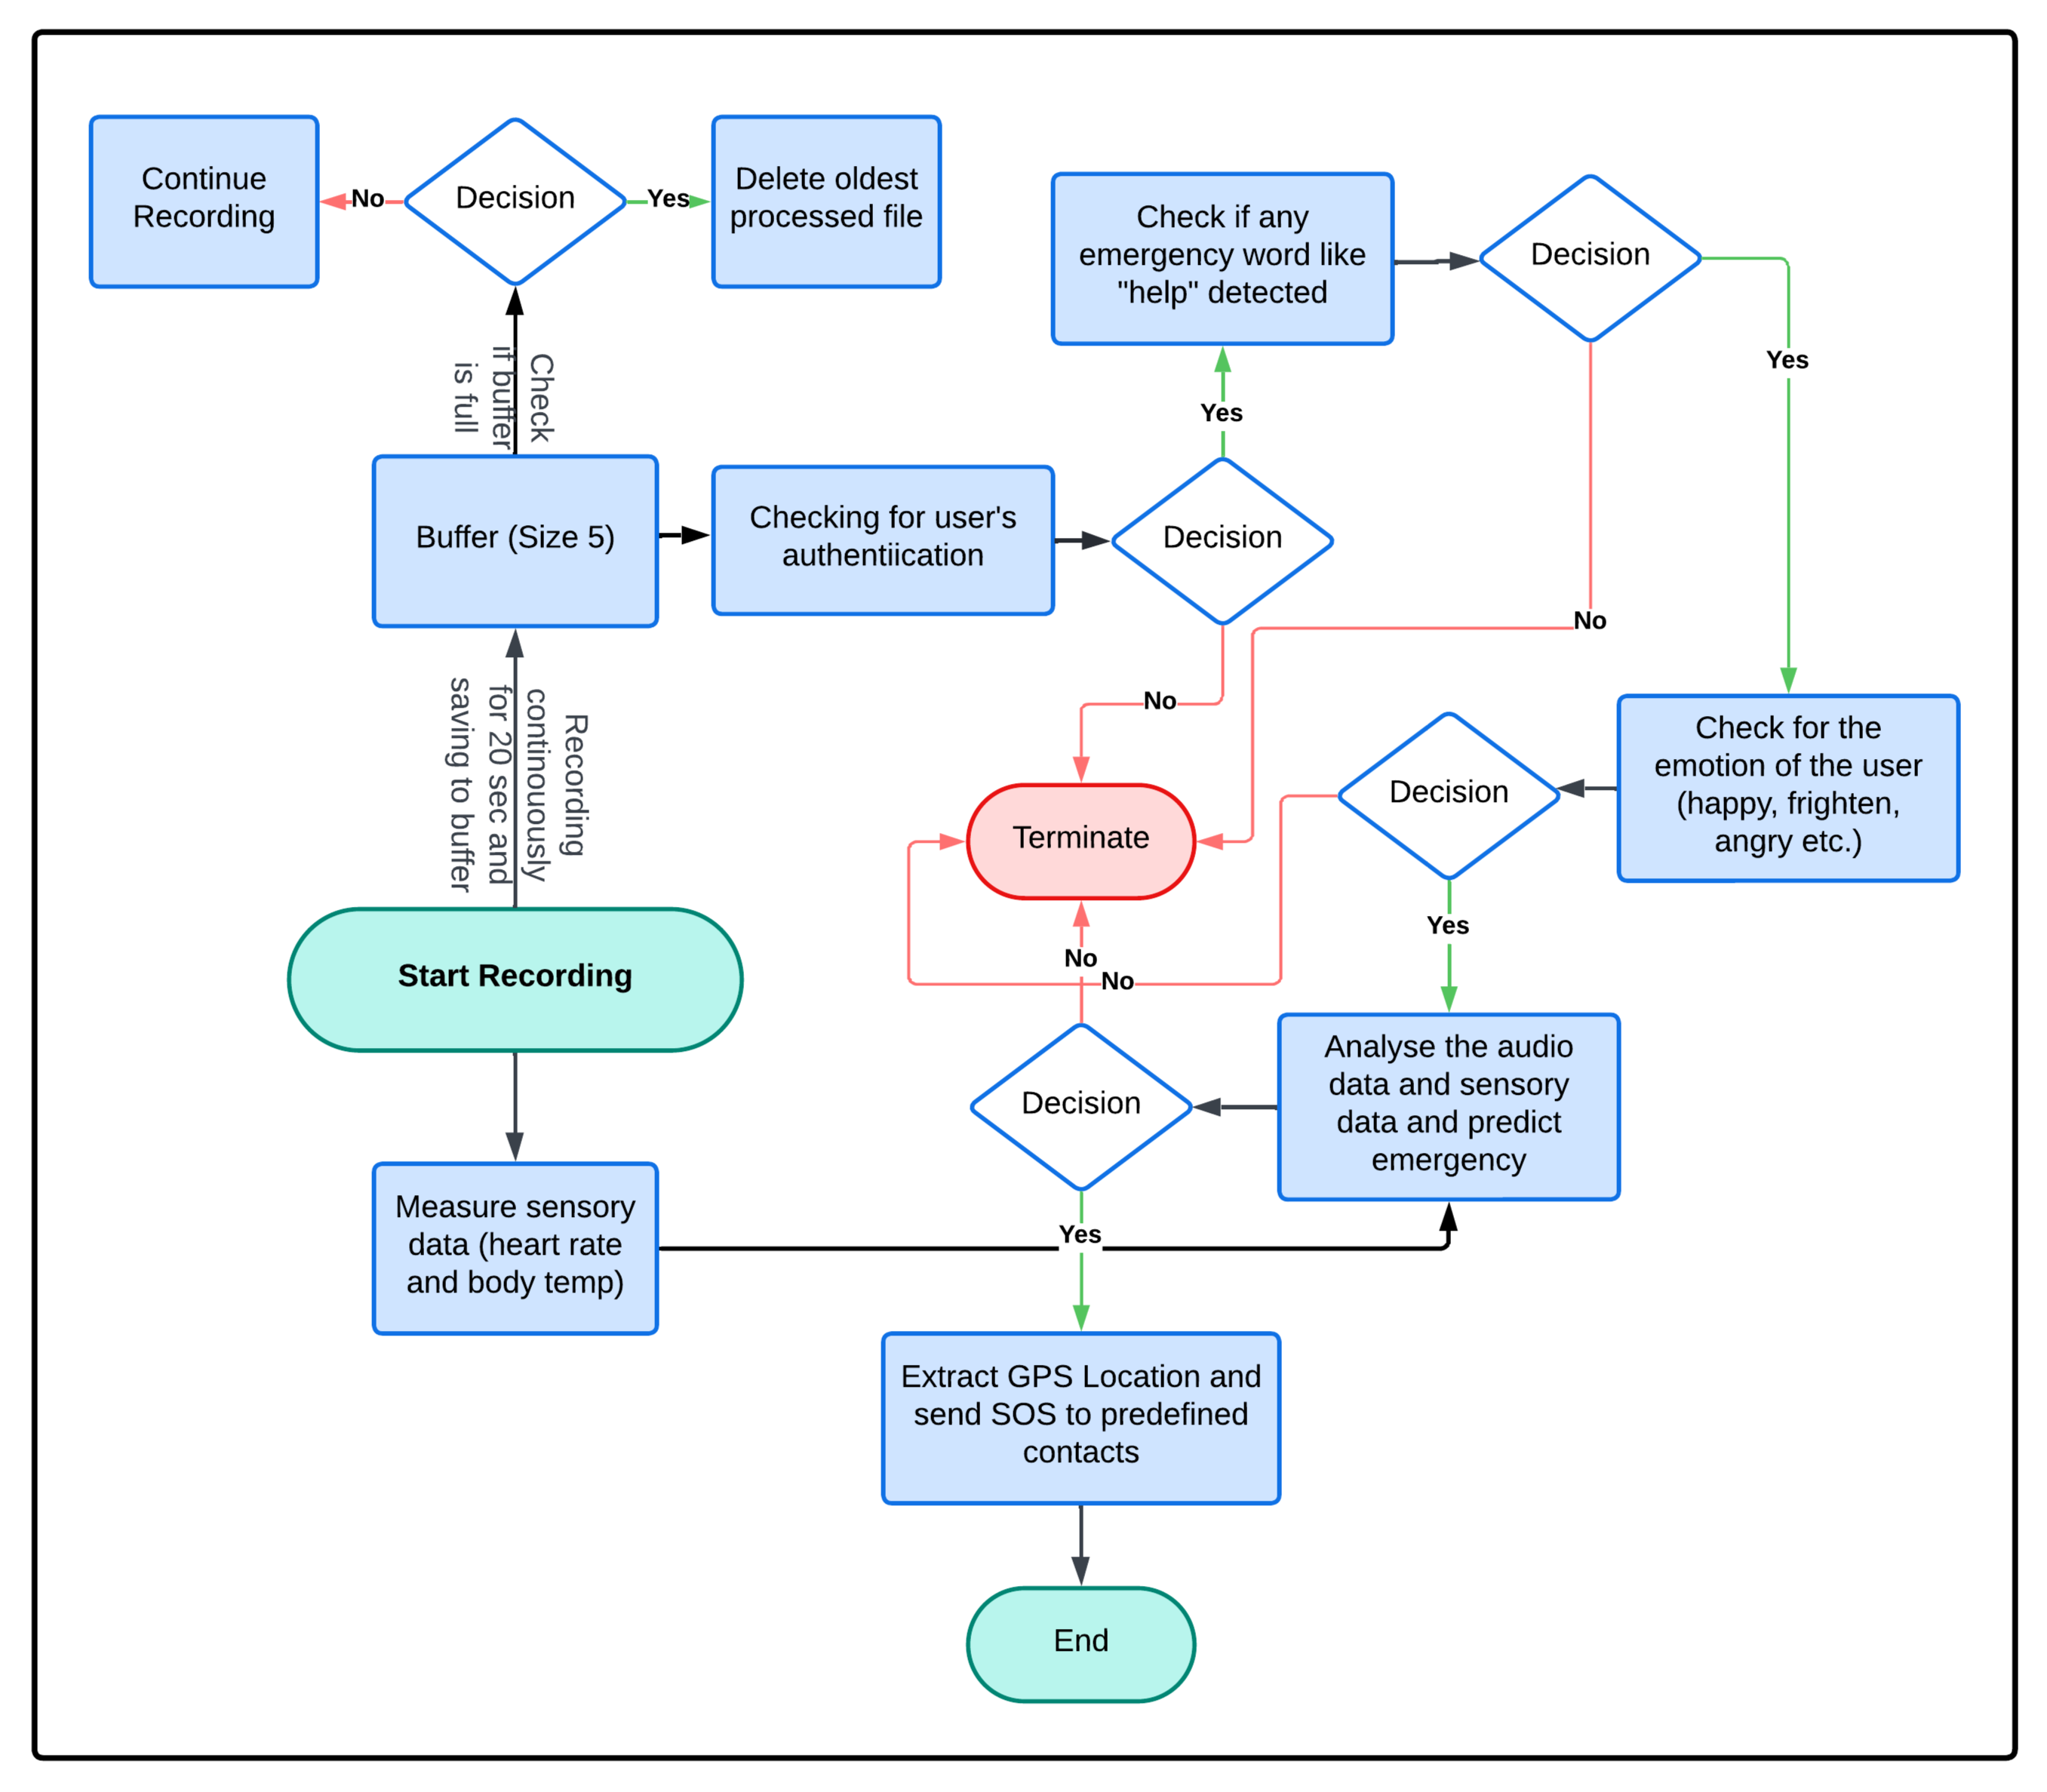 Continue
Recording
No
Decision
Yes
Delete oldest
processed file
Check if any
emergency word like
"help" detected
Decision
Yes
Check
if buffer
is full
Yes
Buffer (Size 5)
Checking for user's
authentiication
Decision
No
No
Recording
continouously
for 20 sec and
saving to buffer
Terminate
Decision
Check for the
emotion of the user
(happy, frighten,
angry etc.)
Yes
No
No
Start Recording
Decision
Analyse the audio
data and sensory
data and predict
emergency
Measure sensory
data (heart rate
and body temp)
Yes
Extract GPS Location and
send SOS to predefined
contacts
End